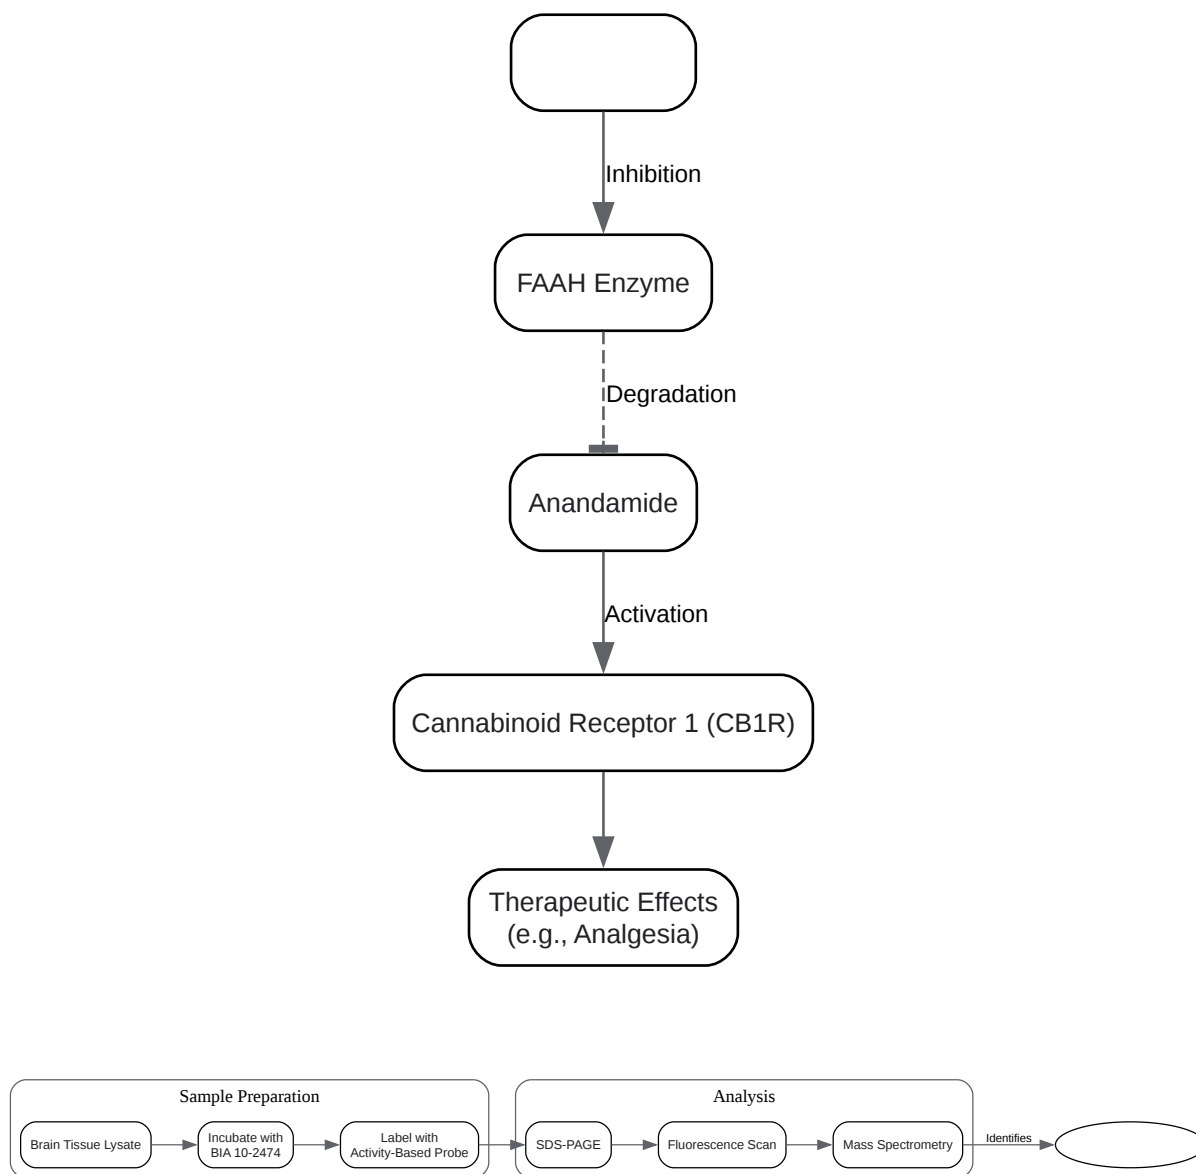 Inhibition
FAAH Enzyme
Degradation
Anandamide
Activation
Cannabinoid Receptor 1 (CB1R)
Therapeutic Effects
(e.g., Analgesia)
Sample Preparation
Brain Tissue Lysate
Incubate with
BIA 10-2474
Label with
Activity-Based Probe
Analysis
SDS-PAGE
Fluorescence Scan
Mass Spectrometry
Identifies